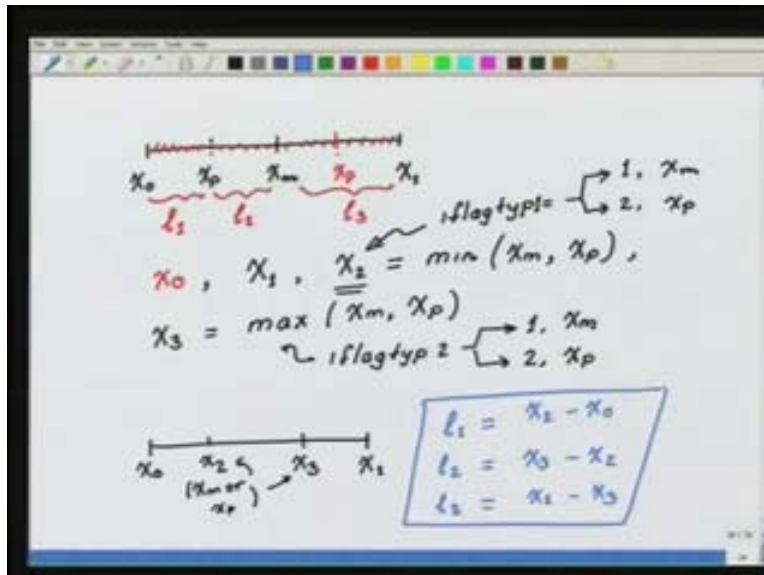 x₀ xₚ xₘ xₚ x₁
l₁ l₂ l₃
iflagtyp1= 1, xₘ
2, xₚ
x₀, x₁, x₂ = min (xₘ, xₚ),
x₃ = max (xₘ, xₚ)
iflagtyp2 1, xₘ
2, xₚ
x₀ x₂ x₃ x₁
(xₘ or xₚ)
l₁ = x₂ - x₀
l₂ = x₃ - x₂
l₃ = x₁ - x₃